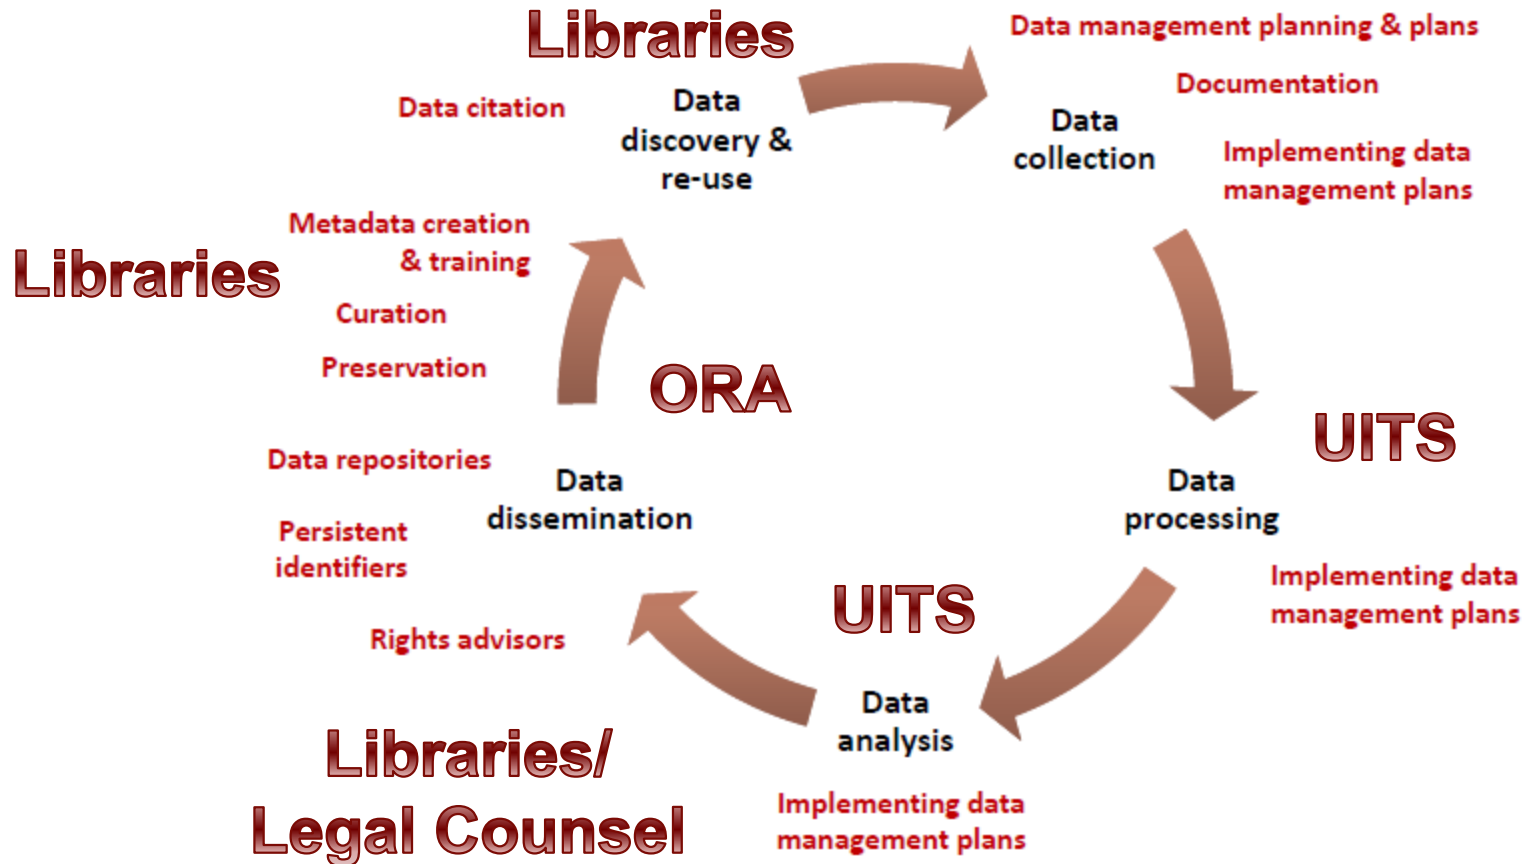 Libraries
Data management planning & plans
Data citation
Data
discovery &
re-use
Documentation
Data
collection
Implementing data
management plans
Metadata creation
& training
Libraries
Curation
Preservation
ORA
UITS
Data repositories
Data
dissemination
Data
processing
Persistent
identifiers
Implementing data
management plans
UITS
Rights advisors
Data
analysis
Libraries/
Legal Counsel
Implementing data
management plans